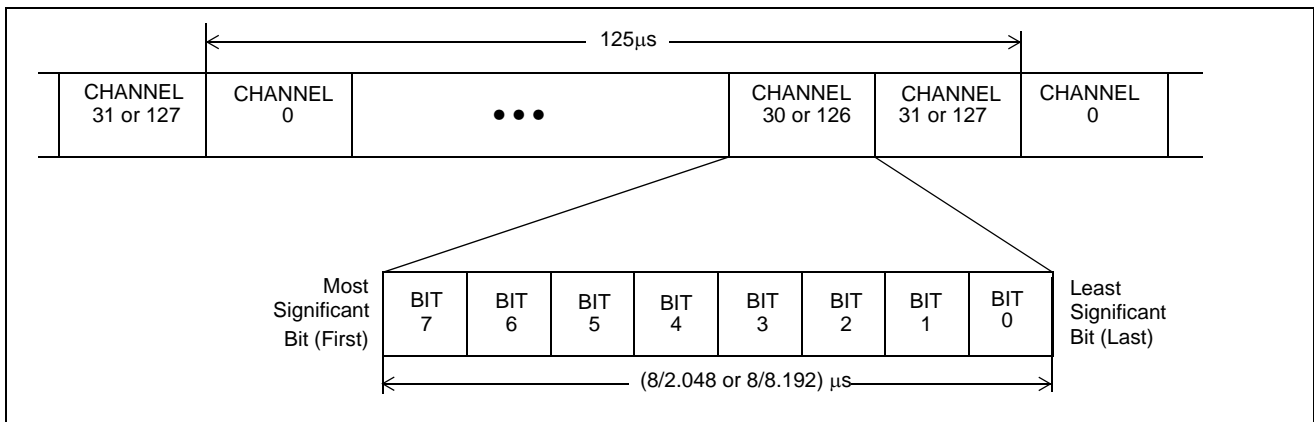 125μs
CHANNEL
31 or 127
CHANNEL
0
•••
CHANNEL
30 or 126
CHANNEL
31 or 127
CHANNEL
0
Most
Significant
Bit (First)
BIT
7
BIT
6
BIT
5
BIT
4
BIT
3
BIT
2
BIT
1
BIT
0
Least
Significant
Bit (Last)
(8/2.048 or 8/8.192) μs